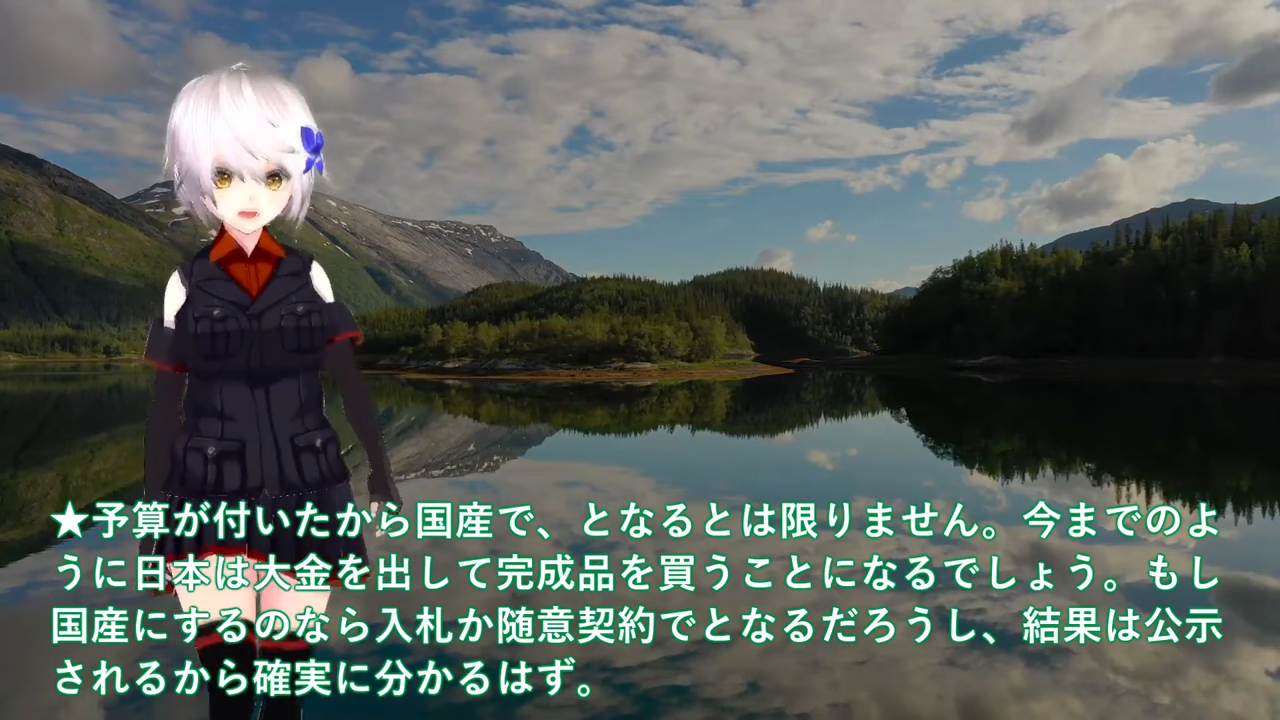 ★予算が付いたから国産で、となるとは限りません。今までのよ
うに日本は大金を出して完成品を買うことになるでしょう。もし
国産にするのなら入札か随意契約でとなるだろうし、結果は公示
されるから確実に分かるはず。